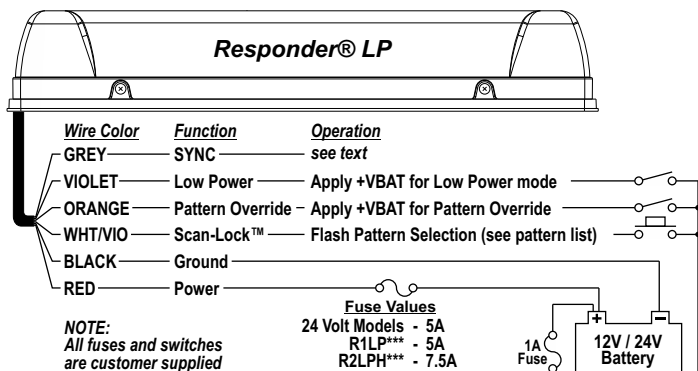 Responder® LP
Wire Color Function Operation
GREY SYNC see text
VIOLET Low Power Apply +VBAT for Low Power mode
ORANGE Pattern Override Apply +VBAT for Pattern Override
WHT/VIO Scan-Lock™ Flash Pattern Selection (see pattern list)
BLACK Ground
RED Power
Fuse Values
24 Volt Models - 5A
R1LP*** - 5A
R2LPH*** - 7.5A
NOTE:
All fuses and switches
are customer supplied
1A
Fuse
+ −
12V / 24V
Battery